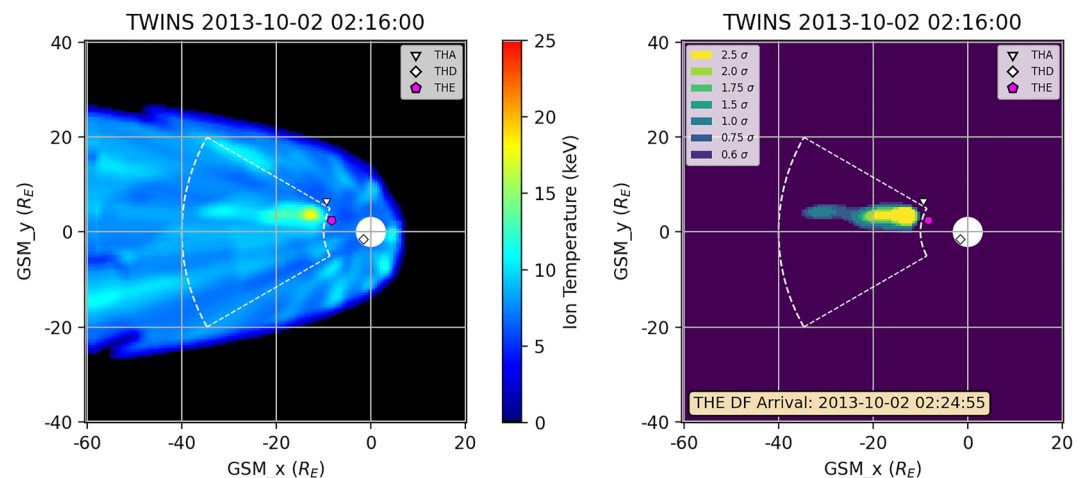 TWINS 2013-10-02 02:16:00
40
20
0
-20
-40
-60
-40
-20
0
20
GSM_x (R_E)
GSM_y (R_E)
THA
THD
THE
25
20
15
10
5
0
Ion Temperature (keV)
TWINS 2013-10-02 02:16:00
40
20
0
-20
-40
-60
-40
-20
0
20
GSM_x (R_E)
GSM_y (R_E)
2.5 σ
2.0 σ
1.75 σ
1.5 σ
1.0 σ
0.75 σ
0.6 σ
THA
THD
THE
THE DF Arrival: 2013-10-02 02:24:55